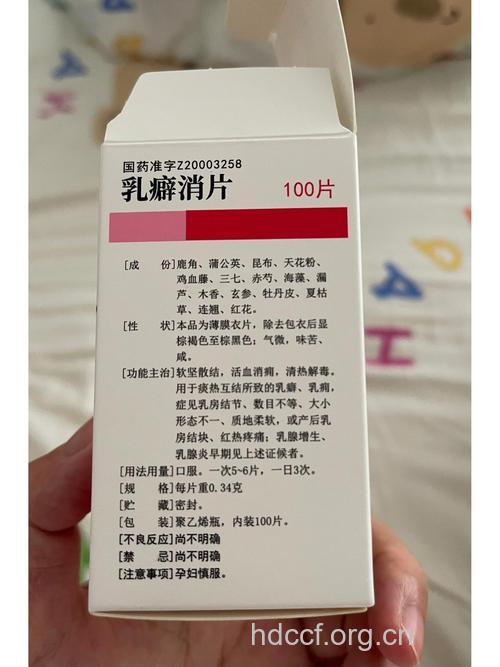 国药准字Z20003258
乳癖消片 100片
[成 份]鹿角、蒲公英、昆布、天花粉、
鸡血藤、三七、赤芍、海藻、漏
芦、木香、玄参、牡丹皮、夏枯
草、连翘、红花。
[性 状]本品为薄膜衣片，除去包衣后显
棕褐色至棕黑色；气微，味苦、
咸。
[功能主治]软坚散结，活血消痈，清热解毒。
用于痰热互结所致的乳癖、乳痈，
症见乳房结节、数目不等、大小
形态不一、质地柔软，或产后乳
房结块、红热疼痛；乳腺增生、
乳腺炎早期见上述证候者。
[用法用量]口服。一次5~6片，一日3次。
[规 格]每片重0.34克
[贮 藏]密封。
[包 装]聚乙烯瓶，内装100片。
[不良反应]尚不明确
[禁 忌]尚不明确
[注意事项]孕妇慎服。
hdccf.org.cn